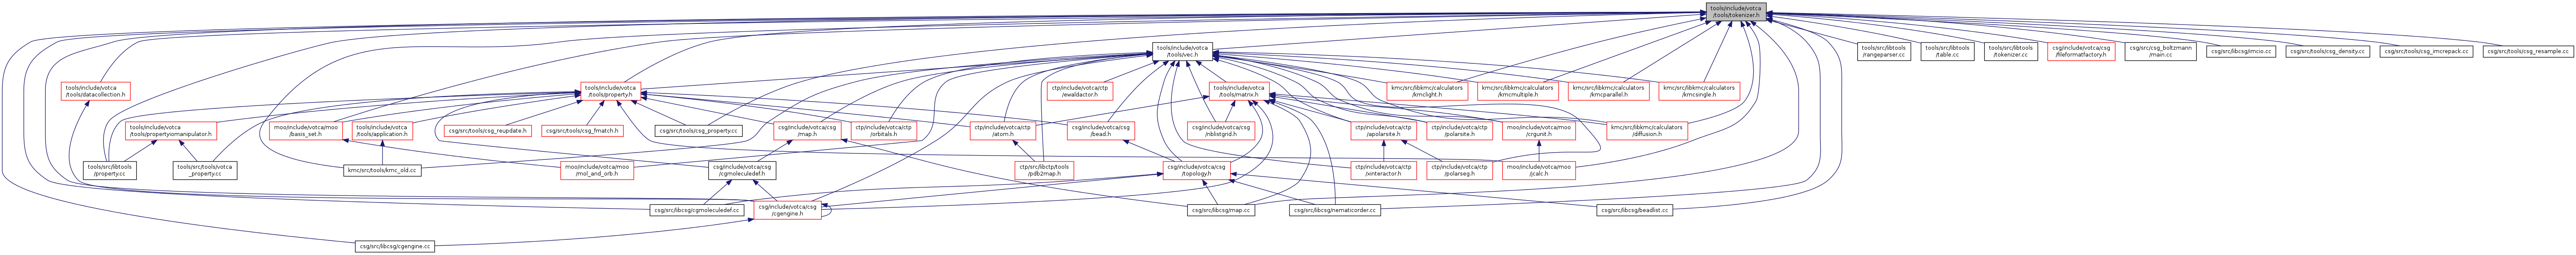 tools/include/votca
/tools/tokenizer.h
tools/include/votca
/tools/vec.h
tools/src/libtools
/rangeparser.cc
tools/src/libtools
/table.cc
tools/src/libtools
/tokenizer.cc
csg/include/votca/csg
/fileformatfactory.h
csg/src/csg_boltzmann
/main.cc
csg/src/libcsg/imcio.cc
csg/src/tools/csg_density.cc
csg/src/tools/csg_imcrepack.cc
csg/src/tools/csg_resample.cc
tools/include/votca
/tools/datacollection.h
tools/include/votca
/tools/property.h
ctp/include/votca/ctp
/ewaldactor.h
tools/include/votca
/tools/matrix.h
kmc/src/libkmc/calculators
/kmclight.h
kmc/src/libkmc/calculators
/kmcmultiple.h
kmc/src/libkmc/calculators
/kmcparallel.h
kmc/src/libkmc/calculators
/kmcsingle.h
tools/include/votca
/tools/propertyiomanipulator.h
moo/include/votca/moo
/basis_set.h
tools/include/votca
/tools/application.h
csg/src/tools/csg_reupdate.h
csg/src/tools/csg_fmatch.h
csg/src/tools/csg_property.cc
csg/include/votca/csg
/map.h
ctp/include/votca/ctp
/orbitals.h
ctp/include/votca/ctp
/atom.h
csg/include/votca/csg
/bead.h
csg/include/votca/csg
/nblistgrid.h
ctp/include/votca/ctp
/apolarsite.h
ctp/include/votca/ctp
/polarsite.h
moo/include/votca/moo
/crgunit.h
kmc/src/libkmc/calculators
/diffusion.h
tools/src/libtools
/property.cc
tools/src/tools/votca
_property.cc
kmc/src/tools/kmc_old.cc
moo/include/votca/moo
/mol_and_orb.h
csg/include/votca/csg
/cgmoleculedef.h
ctp/src/libctp/tools
/pdb2map.h
csg/include/votca/csg
/topology.h
ctp/include/votca/ctp
/xinteractor.h
ctp/include/votca/ctp
/polarseg.h
moo/include/votca/moo
/jcalc.h
csg/src/libcsg/cgmoleculedef.cc
csg/include/votca/csg
/cgengine.h
csg/src/libcsg/map.cc
csg/src/libcsg/nematicorder.cc
csg/src/libcsg/beadlist.cc
csg/src/libcsg/cgengine.cc